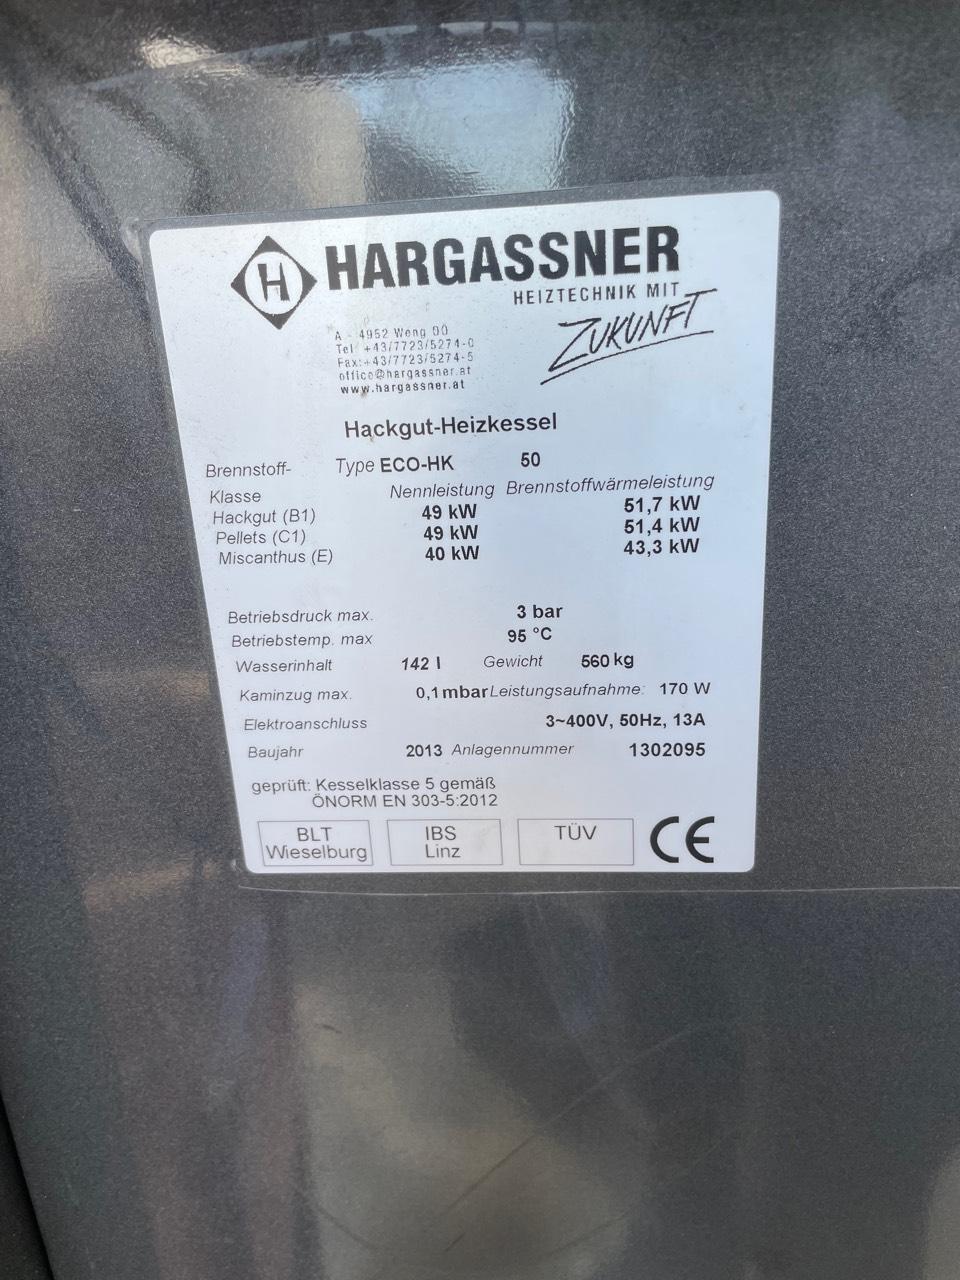 H HARGASSNER
HEIZTECHNIK MIT
ZUKUNFT
A - 4952 Weng OÖ
Tel. +43/7723/5274-0
Fax:+43/7723/5274-5
office@hargassner.at
www.hargassner.at
Hackgut-Heizkessel
Brennstoff- Type ECO-HK 50
Klasse Nennleistung Brennstoffwärmeleistung
Hackgut (B1) 49 kW 51,7 kW
Pellets (C1) 49 kW 51,4 kW
Miscanthus (E) 40 kW 43,3 kW
Betriebsdruck max. 3 bar
Betriebstemp. max 95 °C
Wasserinhalt 142 l Gewicht 560 kg
Kaminzug max. 0,1mbar Leistungsaufnahme: 170 W
Elektroanschluss 3~400V, 50Hz, 13A
Baujahr 2013 Anlagennummer 1302095
geprüft: Kesselklasse 5 gemäß
ÖNORM EN 303-5:2012
BLT Wieselburg IBS Linz TÜV CE